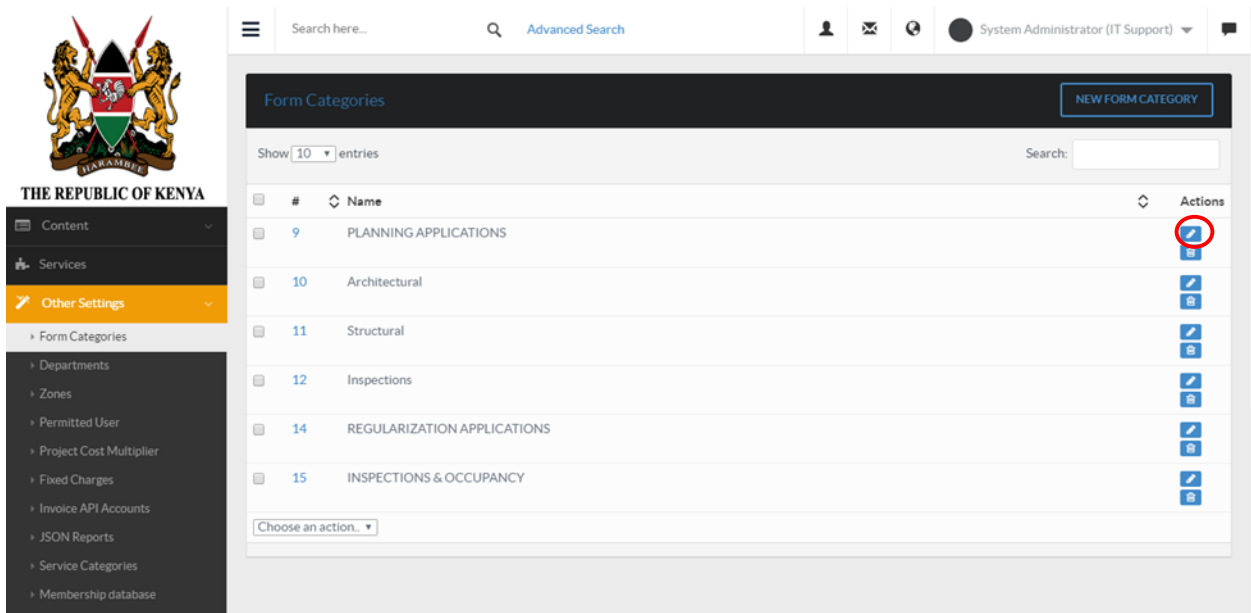 Search here...
Advanced Search
System Administrator (IT Support)
HARAMBEE
THE REPUBLIC OF KENYA
Content
Services
Other Settings
Form Categories
Departments
Zones
Permitted User
Project Cost Multiplier
Fixed Charges
Invoice API Accounts
JSON Reports
Service Categories
Membership database
Form Categories
NEW FORM CATEGORY
Show 10 entries
Search:
# Name Actions
9 PLANNING APPLICATIONS
10 Architectural
11 Structural
12 Inspections
14 REGULARIZATION APPLICATIONS
15 INSPECTIONS & OCCUPANCY
Choose an action..